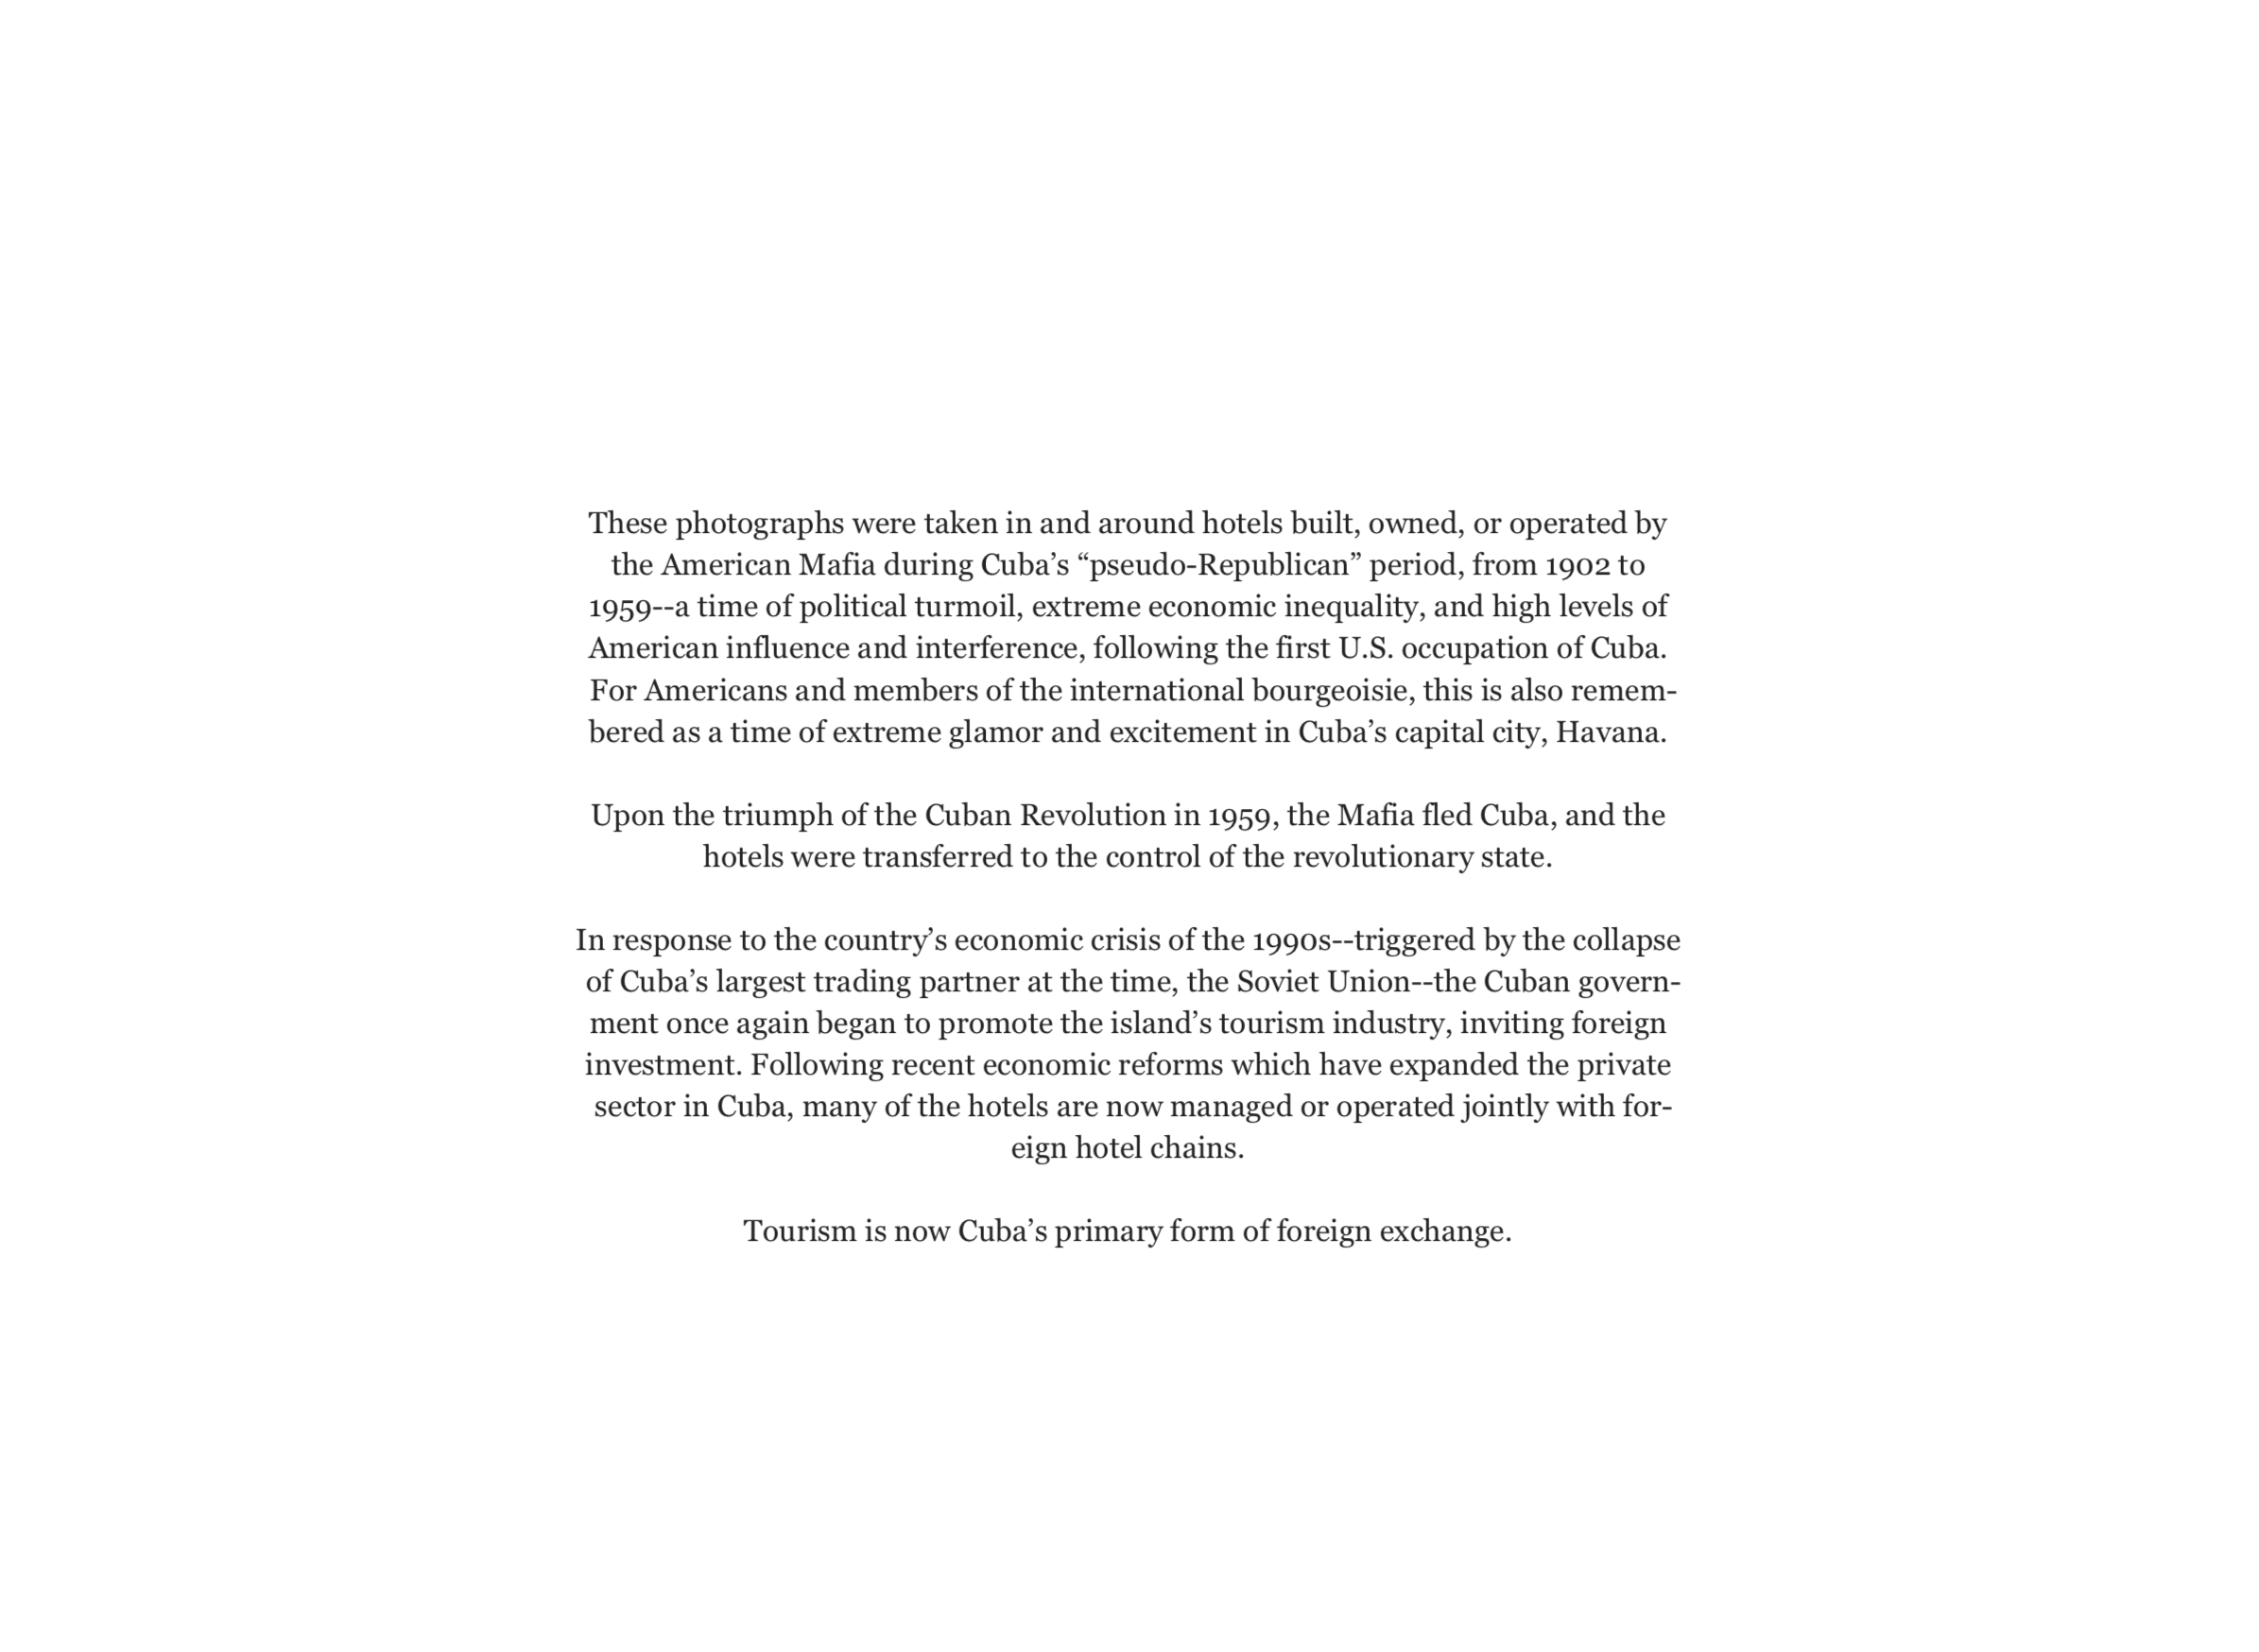 These photographs were taken in and around hotels built, owned, or operated by
the American Mafia during Cuba’s “pseudo-Republican” period, from 1902 to
1959--a time of political turmoil, extreme economic inequality, and high levels of
American influence and interference, following the first U.S. occupation of Cuba.
For Americans and members of the international bourgeoisie, this is also remem-
bered as a time of extreme glamor and excitement in Cuba’s capital city, Havana.
Upon the triumph of the Cuban Revolution in 1959, the Mafia fled Cuba, and the
hotels were transferred to the control of the revolutionary state.
In response to the country’s economic crisis of the 1990s--triggered by the collapse
of Cuba’s largest trading partner at the time, the Soviet Union--the Cuban govern-
ment once again began to promote the island’s tourism industry, inviting foreign
investment. Following recent economic reforms which have expanded the private
sector in Cuba, many of the hotels are now managed or operated jointly with for-
eign hotel chains.
Tourism is now Cuba’s primary form of foreign exchange.